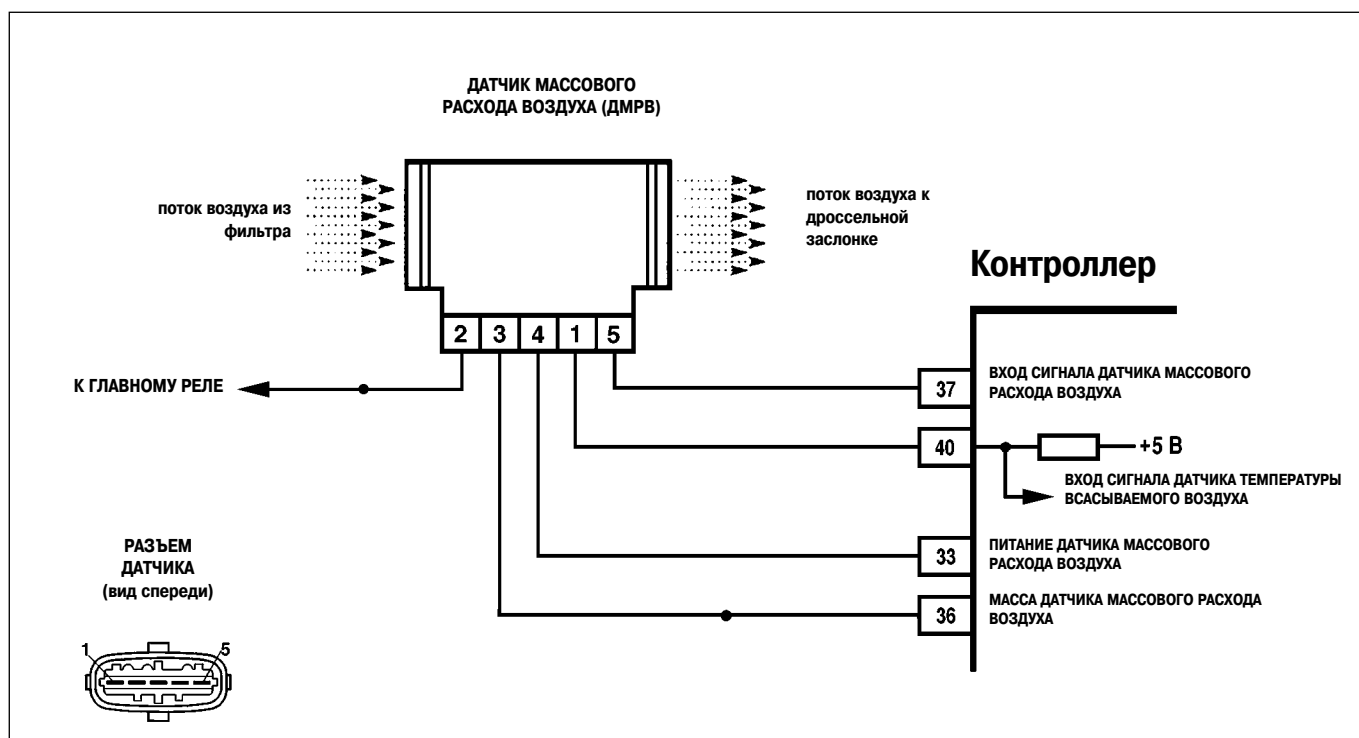 ДАТЧИК МАССОВОГО
РАСХОДА ВОЗДУХА (ДМРВ)
поток воздуха из
фильтра
поток воздуха к
дроссельной
заслонке
Контроллер
2 3 4 1 5
К ГЛАВНОМУ РЕЛЕ
37
ВХОД СИГНАЛА ДАТЧИКА МАССОВОГО
РАСХОДА ВОЗДУХА
40
+5 В
ВХОД СИГНАЛА ДАТЧИКА ТЕМПЕРАТУРЫ
ВСАСЫВАЕМОГО ВОЗДУХА
33
ПИТАНИЕ ДАТЧИКА МАССОВОГО
РАСХОДА ВОЗДУХА
36
МАССА ДАТЧИКА МАССОВОГО РАСХОДА
ВОЗДУХА
РАЗЪЕМ
ДАТЧИКА
(вид спереди)
1 5